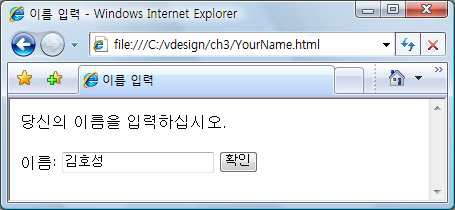 이름 입력 - Windows Internet Explorer
file:///C:/vdesign/ch3/YourName.html
이름 입력
당신의 이름을 입력하십시오.
이름: 김호성 확인